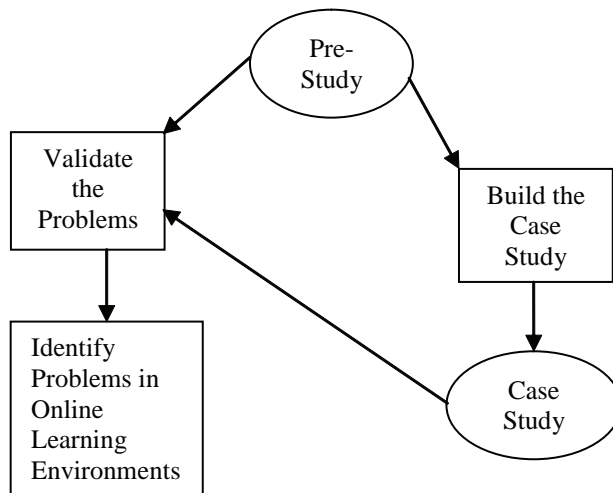 Pre-
Study
Validate
the
Problems
Build the
Case
Study
Identify
Problems in
Online
Learning
Environments
Case
Study